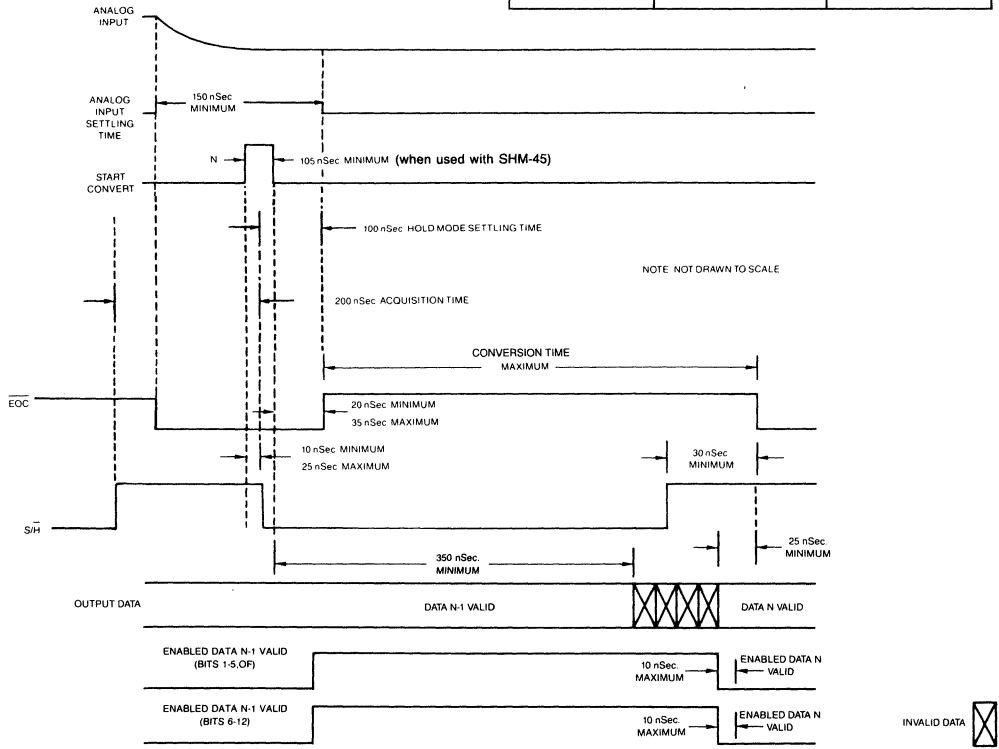 ANALOG
INPUT
ANALOG
INPUT
SETTLING
TIME
150 nSec
MINIMUM
N
105 nSec MINIMUM (when used with SHM-45)
START
CONVERT
100 nSec HOLD MODE SETTLING TIME
NOTE NOT DRAWN TO SCALE
200 nSec ACQUISITION TIME
CONVERSION TIME
MAXIMUM
EOC
20 nSec MINIMUM
35 nSec MAXIMUM
10 nSec MINIMUM
25 nSec MAXIMUM
30 nSec
MINIMUM
S/H
25 nSec.
MINIMUM
350 nSec.
MINIMUM
OUTPUT DATA
DATA N-1 VALID
DATA N VALID
ENABLED DATA N-1 VALID
(BITS 1-5,OF)
10 nSec.
MAXIMUM
ENABLED DATA N
VALID
ENABLED DATA N-1 VALID
(BITS 6-12)
10 nSec.
MAXIMUM
ENABLED DATA N
VALID
INVALID DATA